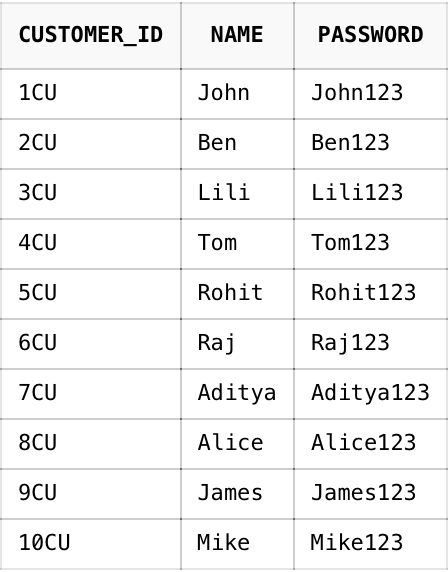 CUSTOMER_ID NAME PASSWORD
1CU John John123
2CU Ben Ben123
3CU Lili Lili123
4CU Tom Tom123
5CU Rohit Rohit123
6CU Raj Raj123
7CU Aditya Aditya123
8CU Alice Alice123
9CU James James123
10CU Mike Mike123